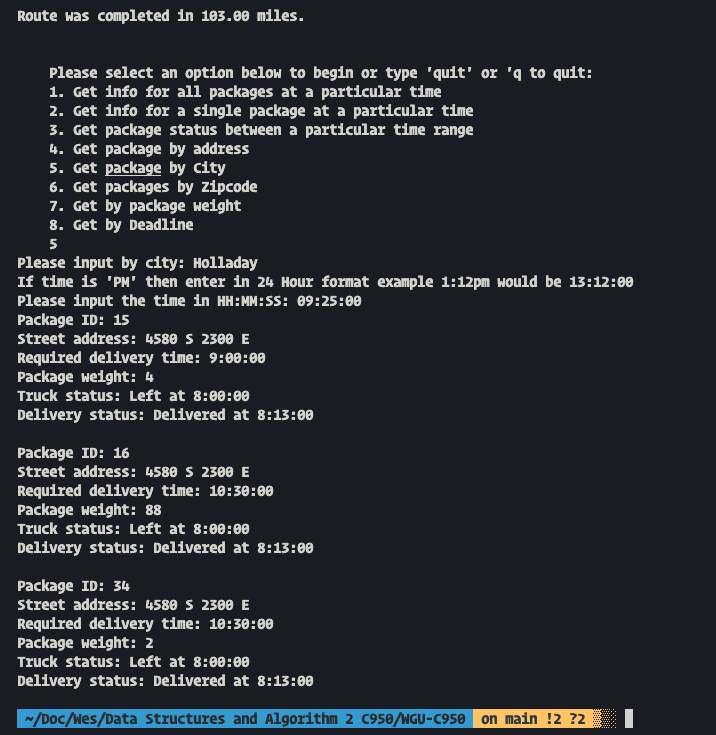 Route was completed in 103.00 miles.
Please select an option below to begin or type 'quit' or 'q to quit:
1. Get info for all packages at a particular time
2. Get info for a single package at a particular time
3. Get package status between a particular time range
4. Get package by address
5. Get package by City
6. Get packages by Zipcode
7. Get by package weight
8. Get by Deadline
5
Please input by city: Holladay
If time is 'PM' then enter in 24 Hour format example 1:12pm would be 13:12:00
Please input the time in HH:MM:SS: 09:25:00
Package ID: 15
Street address: 4580 S 2300 E
Required delivery time: 9:00:00
Package weight: 4
Truck status: Left at 8:00:00
Delivery status: Delivered at 8:13:00
Package ID: 16
Street address: 4580 S 2300 E
Required delivery time: 10:30:00
Package weight: 88
Truck status: Left at 8:00:00
Delivery status: Delivered at 8:13:00
Package ID: 34
Street address: 4580 S 2300 E
Required delivery time: 10:30:00
Package weight: 2
Truck status: Left at 8:00:00
Delivery status: Delivered at 8:13:00
~/Doc/Wes/Data Structures and Algorithm 2 C950/WGU-C950 on main !2 ?2